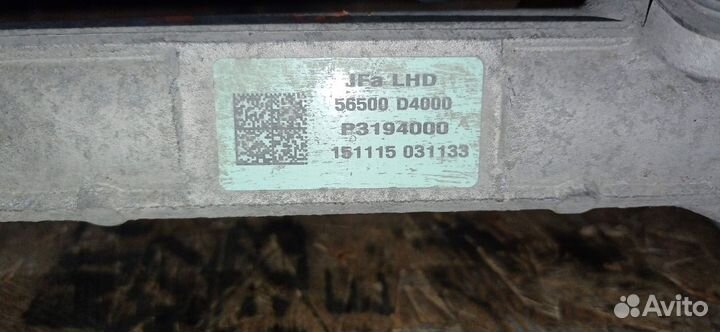 JFa LHD
56500 D4000
P3194000
151115 031133
Avito